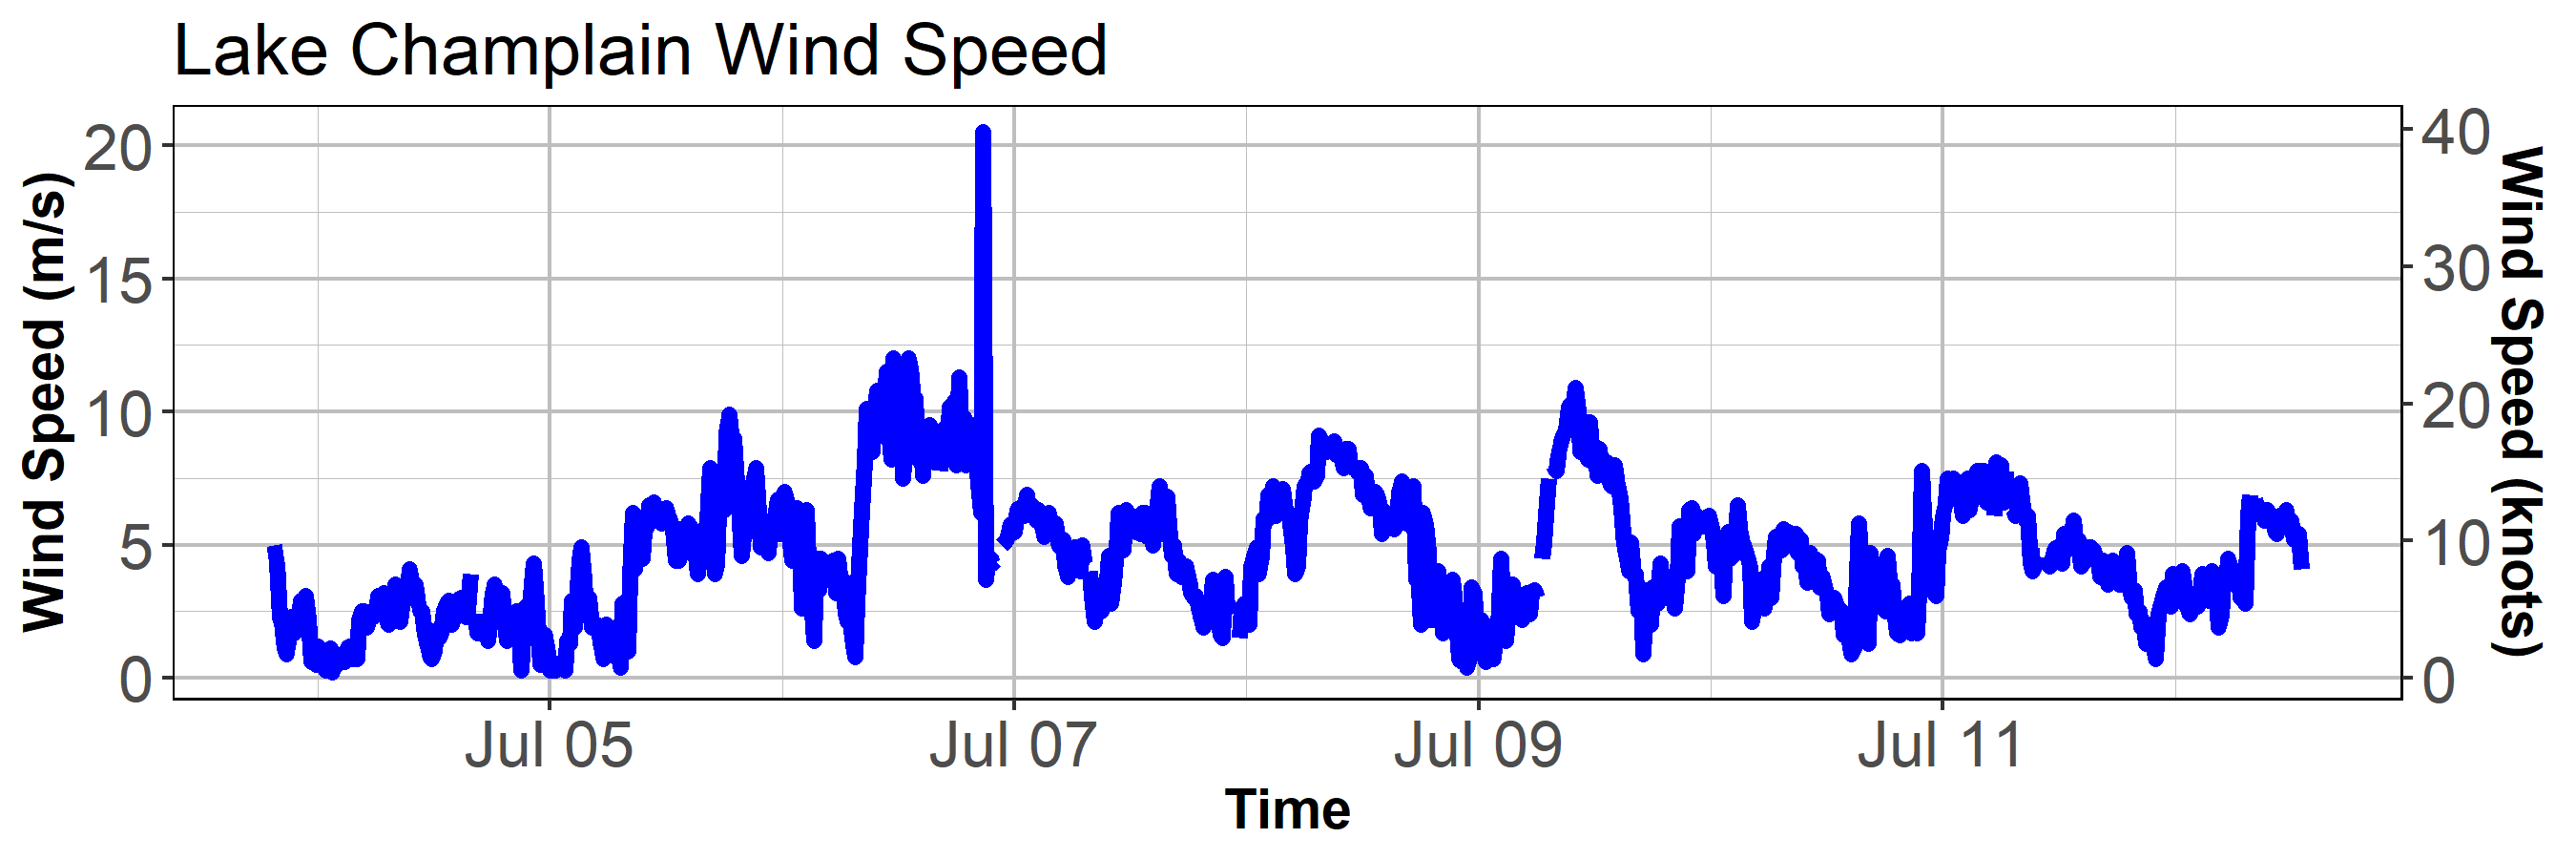 Lake Champlain Wind Speed
Wind Speed (m/s)
20
15
10
5
0
40
30
20
10
0
Wind Speed (knots)
Jul 05
Jul 07
Jul 09
Jul 11
Time